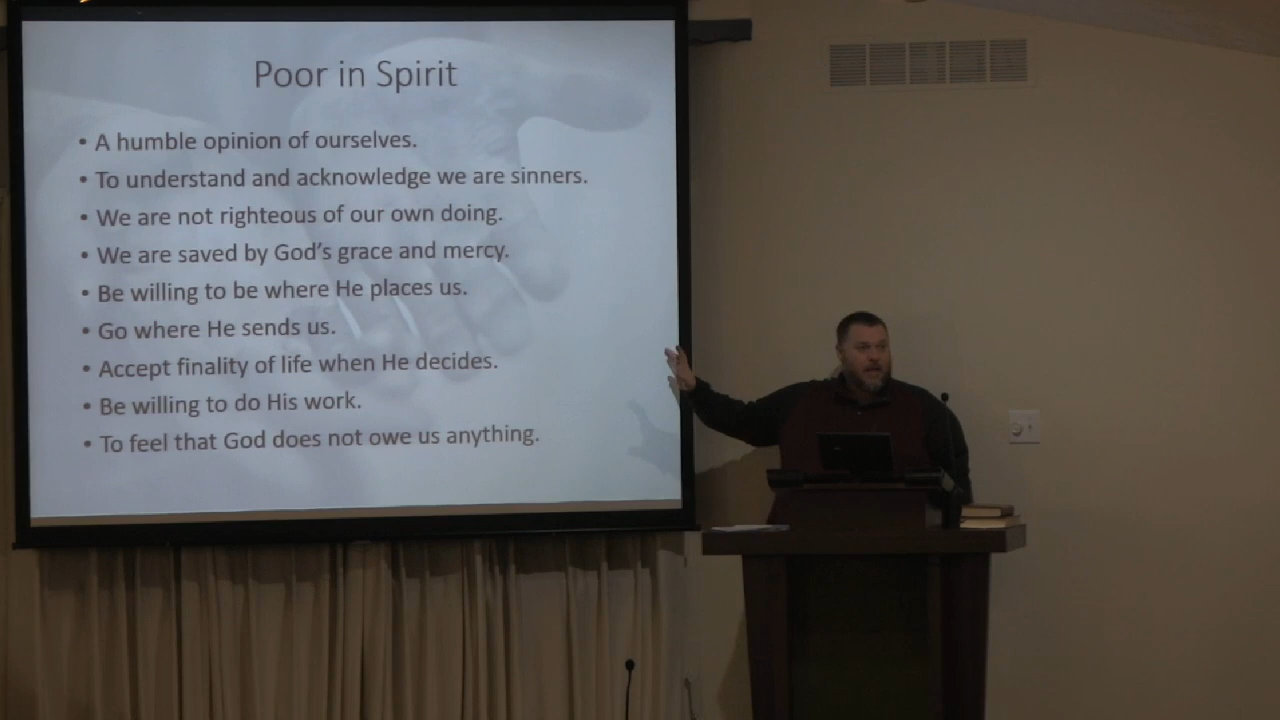 Poor in Spirit
• A humble opinion of ourselves.
• To understand and acknowledge we are sinners.
• We are not righteous of our own doing.
• We are saved by God's grace and mercy.
• Be willing to be where He places us.
• Go where He sends us.
• Accept finality of life when He decides.
• Be willing to do His work.
• To feel that God does not owe us anything.